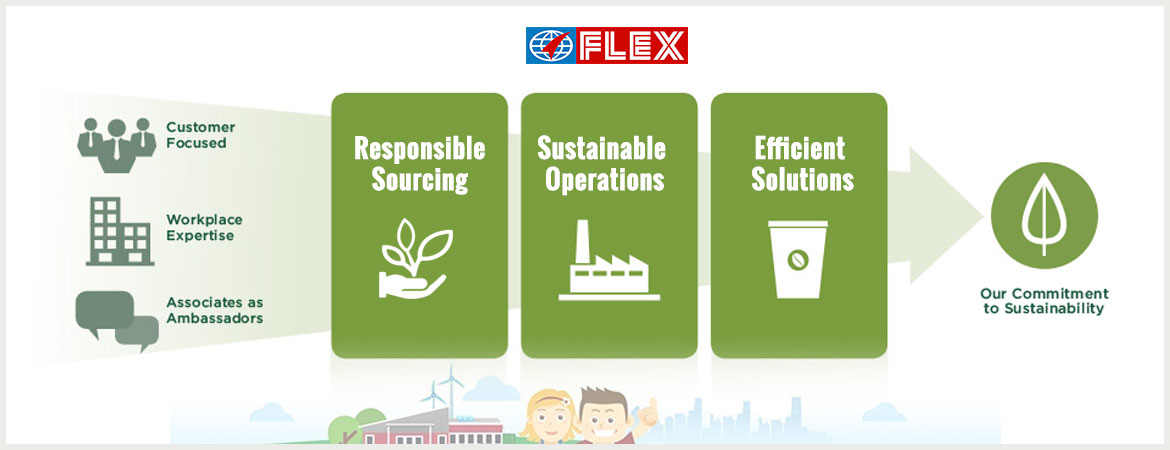 FLEX
Customer
Focused
Workplace
Expertise
Associates as
Ambassadors
Responsible
Sourcing
Sustainable
Operations
Efficient
Solutions
Our Commitment
to Sustainability